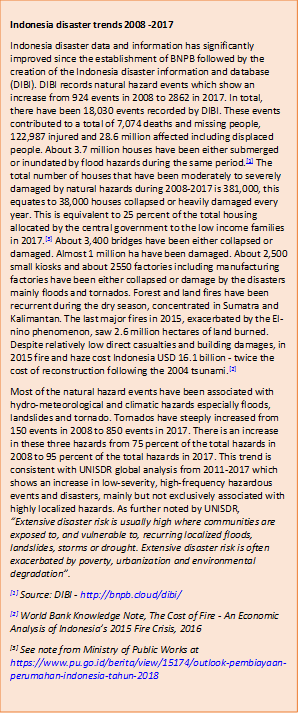 Indonesia disaster trends 2008 -2017
Indonesia disaster data and information has significantly
improved since the establishment of BNPB followed by the
creation of the Indonesia disaster information and database
(DIBI). DIBI records natural hazard events which show an
increase from 924 events in 2008 to 2862 in 2017. In total,
there have been 18,030 events recorded by DIBI. These events
contributed to a total of 7,074 deaths and missing people,
122,987 injured and 28.6 million affected including displaced
people. About 3.7 million houses have been either submerged
or inundated by flood hazards during the same period.[1] The
total number of houses that have been moderately to severely
damaged by natural hazards during 2008-2017 is 381,000, this
equates to 38,000 houses collapsed or heavily damaged every
year. This is equivalent to 25 percent of the total housing
allocated by the central government to the low income families
in 2017.[3] About 3,400 bridges have been either collapsed or
damaged. Almost 1 million ha have been damaged. About 2,500
small kiosks and about 2550 factories including manufacturing
factories have been either collapsed or damage by the disasters
mainly floods and tornados. Forest and land fires have been
recurrent during the dry season, concentrated in Sumatra and
Kalimantan. The last major fires in 2015, exacerbated by the El-
nino phenomenon, saw 2.6 million hectares of land burned.
Despite relatively low direct casualties and building damages, in
2015 fire and haze cost Indonesia USD 16.1 billion - twice the
cost of reconstruction following the 2004 tsunami.[2]
Most of the natural hazard events have been associated with
hydro-meteorological and climatic hazards especially floods,
landslides and tornado. Tornados have steeply increased from
150 events in 2008 to 850 events in 2017. There is an increase
in these three hazards from 75 percent of the total hazards in
2008 to 95 percent of the total hazards in 2017. This trend is
consistent with UNISDR global analysis from 2011-2017 which
shows an increase in low-severity, high-frequency hazardous
events and disasters, mainly but not exclusively associated with
highly localized hazards. As further noted by UNISDR,
“Extensive disaster risk is usually high where communities are
exposed to, and vulnerable to, recurring localized floods,
landslides, storms or drought. Extensive disaster risk is often
exacerbated by poverty, urbanization and environmental
degradation”.
[1] Source: DIBI - http://bnpb.cloud/dibi/
[2] World Bank Knowledge Note, The Cost of Fire - An Economic
Analysis of Indonesia’s 2015 Fire Crisis, 2016
[3] See note from Ministry of Public Works at
https://www.pu.go.id/berita/view/15174/outlook-pembiayaan-
perumahan-indonesia-tahun-2018